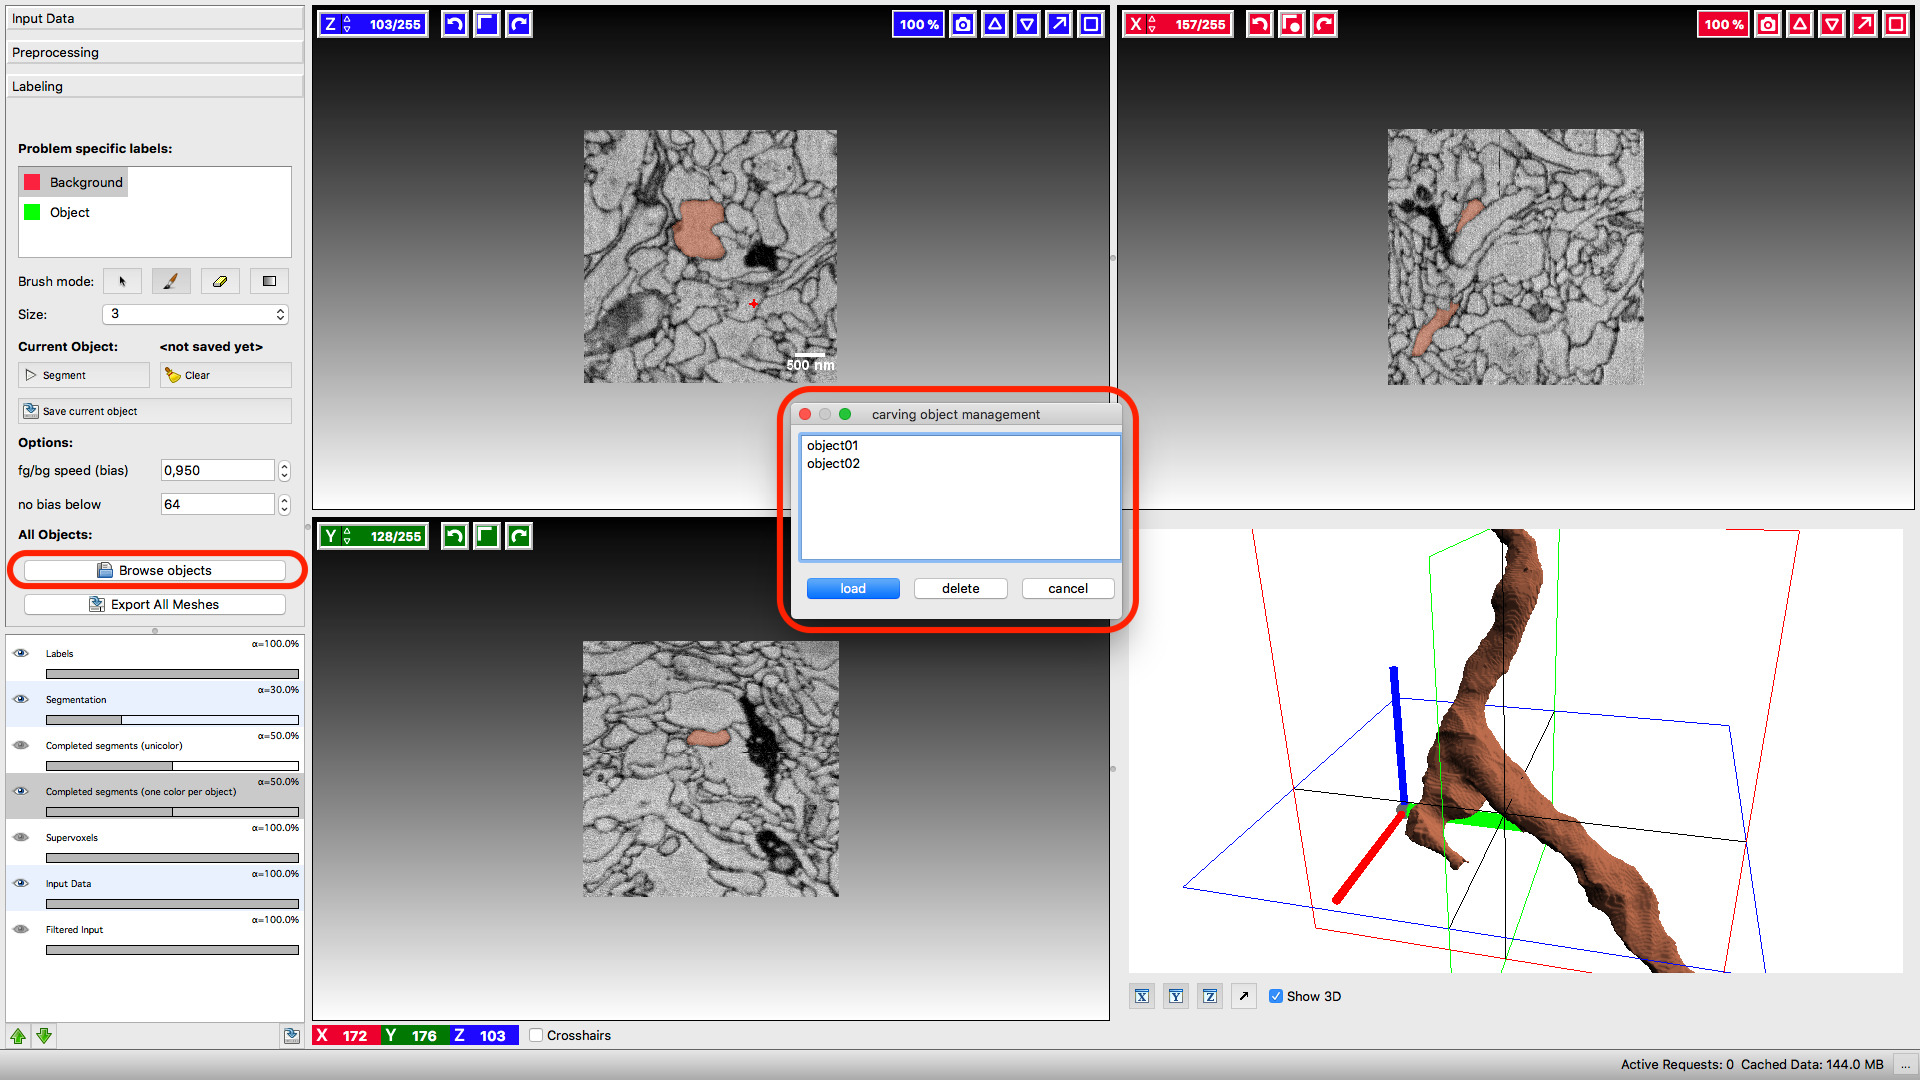 Input Data
Preprocessing
Labeling
Problem specific labels:
Background
Object
Brush mode:
Size: 3
Current Object: <not saved yet>
Segment Clear
Save current object
Options:
fg/bg speed (bias) 0,950
no bias below 64
All Objects:
Browse objects
Export All Meshes
α=100.0%
Labels
α=30.0%
Segmentation
α=50.0%
Completed segments (unicolor)
α=50.0%
Completed segments (one color per object)
α=100.0%
Supervoxels
α=100.0%
Input Data
α=100.0%
Filtered Input
Z 103/255 100 %
500 nm
X 157/255 100 %
Y 128/255
carving object management
object01
object02
load delete cancel
X Y Z Show 3D
X 172 Y 176 Z 103 Crosshairs
Active Requests: 0 Cached Data: 144.0 MB ...